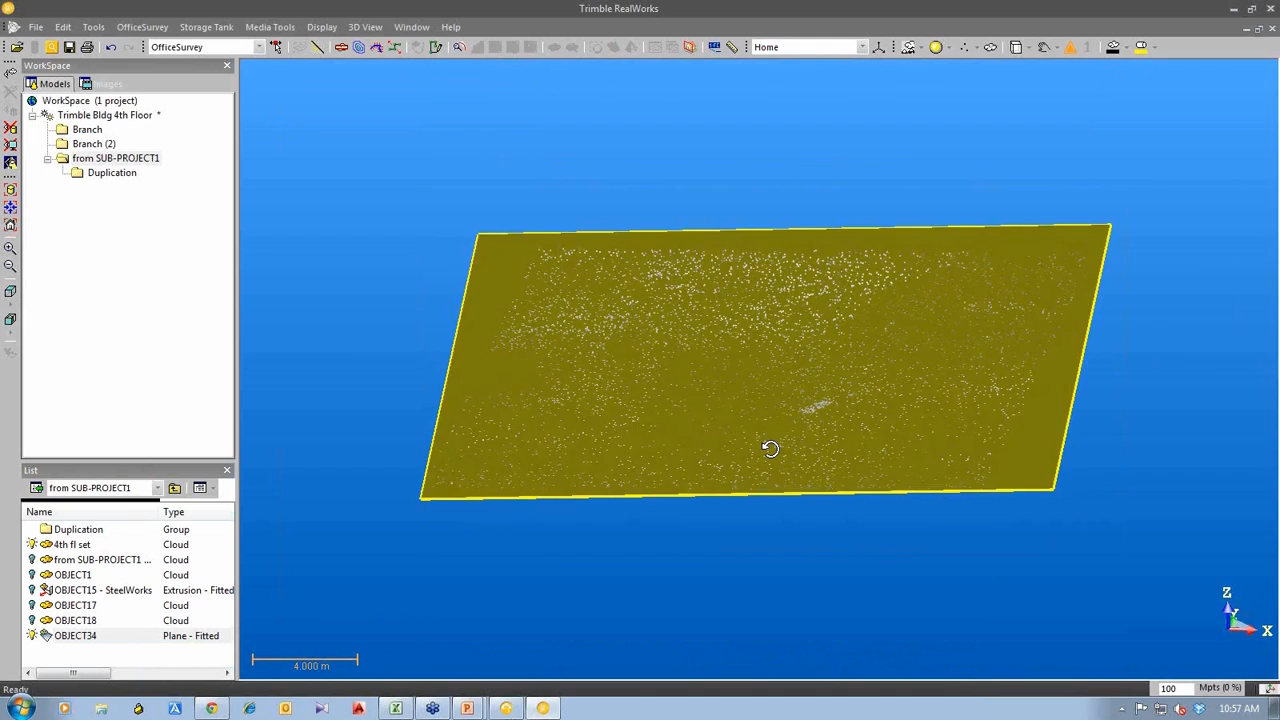 Trimble RealWorks
File Edit Tools OfficeSurvey Storage Tank Media Tools Display 3D View Window Help
OfficeSurvey Home
WorkSpace
Models Images
WorkSpace (1 project)
Trimble Bldg 4th Floor *
Branch
Branch (2)
from SUB-PROJECT1
Duplication
List
from SUB-PROJECT1
Name Type
Duplication Group
4th fl set Cloud
from SUB-PROJECT1 ... Cloud
OBJECT1 Cloud
OBJECT15 - SteelWorks Extrusion - Fitted
OBJECT17 Cloud
OBJECT18 Cloud
OBJECT34 Plane - Fitted
4.000 m
Z
Y
X
Ready 100 Mpts (0 %)
10:57 AM